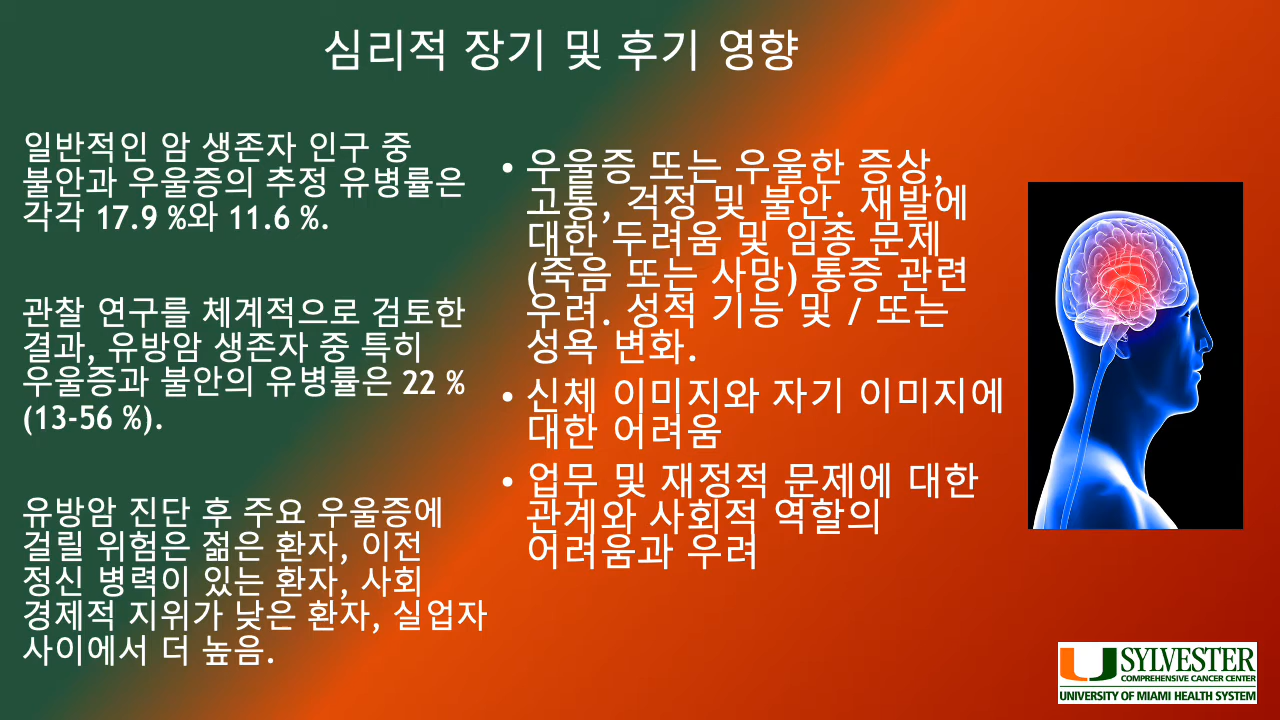 심리적 장기 및 후기 영향
일반적인 암 생존자 인구 중
불안과 우울증의 추정 유병률은
각각 17.9 %와 11.6 %.
관찰 연구를 체계적으로 검토한
결과, 유방암 생존자 중 특히
우울증과 불안의 유병률은 22 %
(13-56 %).
유방암 진단 후 주요 우울증에
걸릴 위험은 젊은 환자, 이전
정신 병력이 있는 환자, 사회
경제적 지위가 낮은 환자, 실업자
사이에서 더 높음.
• 우울증 또는 우울한 증상,
고통, 걱정 및 불안. 재발에
대한 두려움 및 임종 문제
(죽음 또는 사망) 통증 관련
우려. 성적 기능 및 / 또는
성욕 변화.
• 신체 이미지와 자기 이미지에
대한 어려움
• 업무 및 재정적 문제에 대한
관계와 사회적 역할의
어려움과 우려
SYLVESTER
COMPREHENSIVE CANCER CENTER
UNIVERSITY OF MIAMI HEALTH SYSTEM